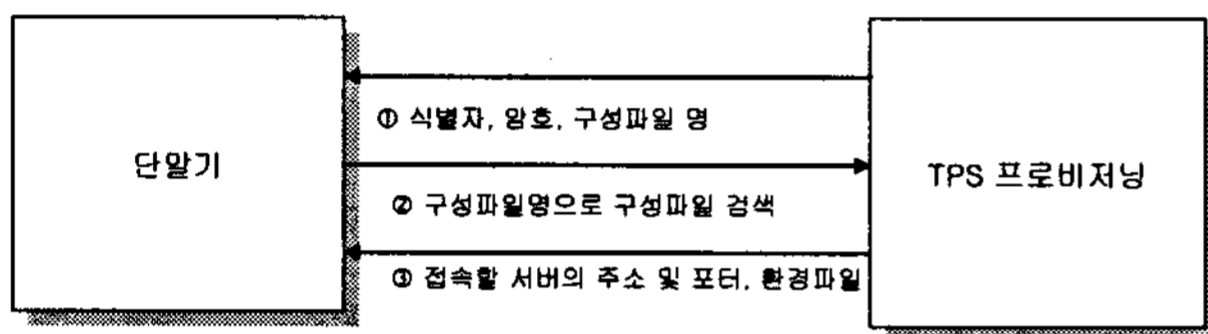 단말기
① 식별자, 암호, 구성파일 명
② 구성파일명으로 구성파일 검색
③ 접속할 서버의 주소 및 포터, 환경파일
TPS 프로비저닝